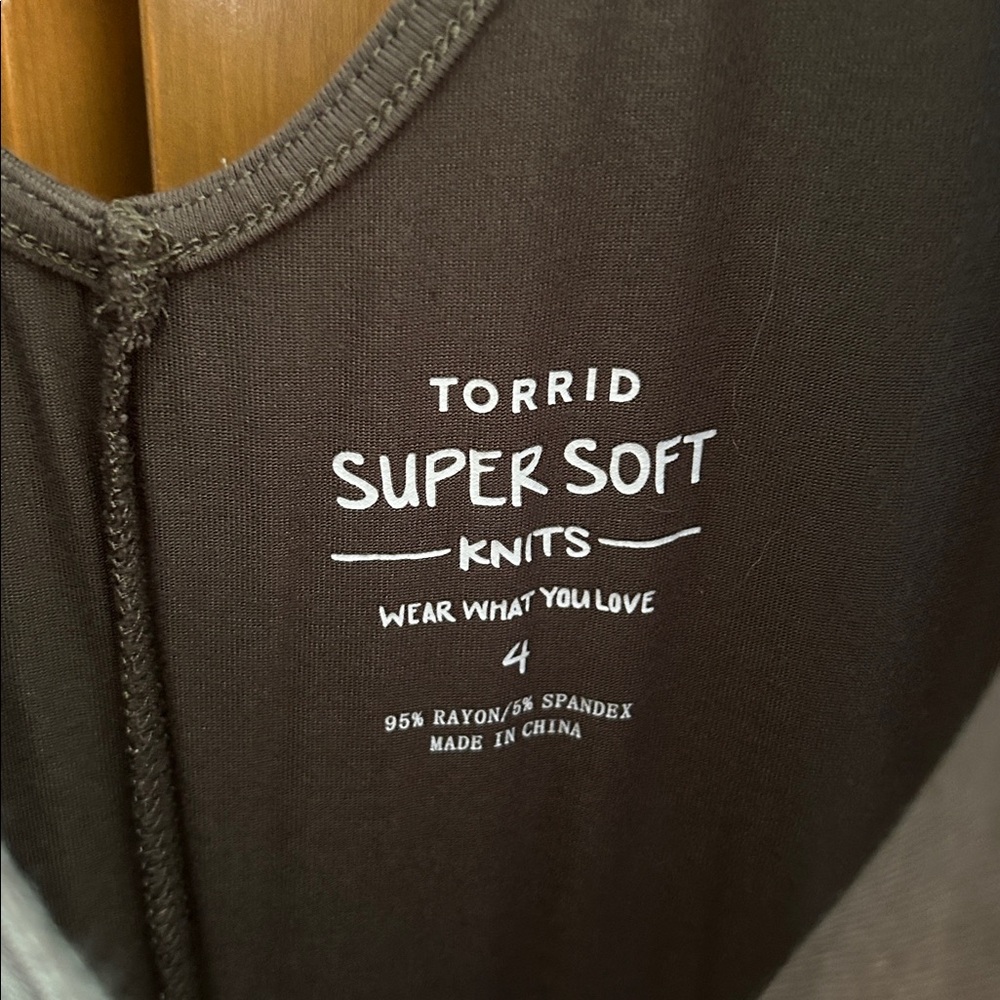 TORRID
SUPER SOFT
KNITS
WEAR WHAT YOU LOVE
4
95% RAYON/5% SPANDEX
MADE IN CHINA